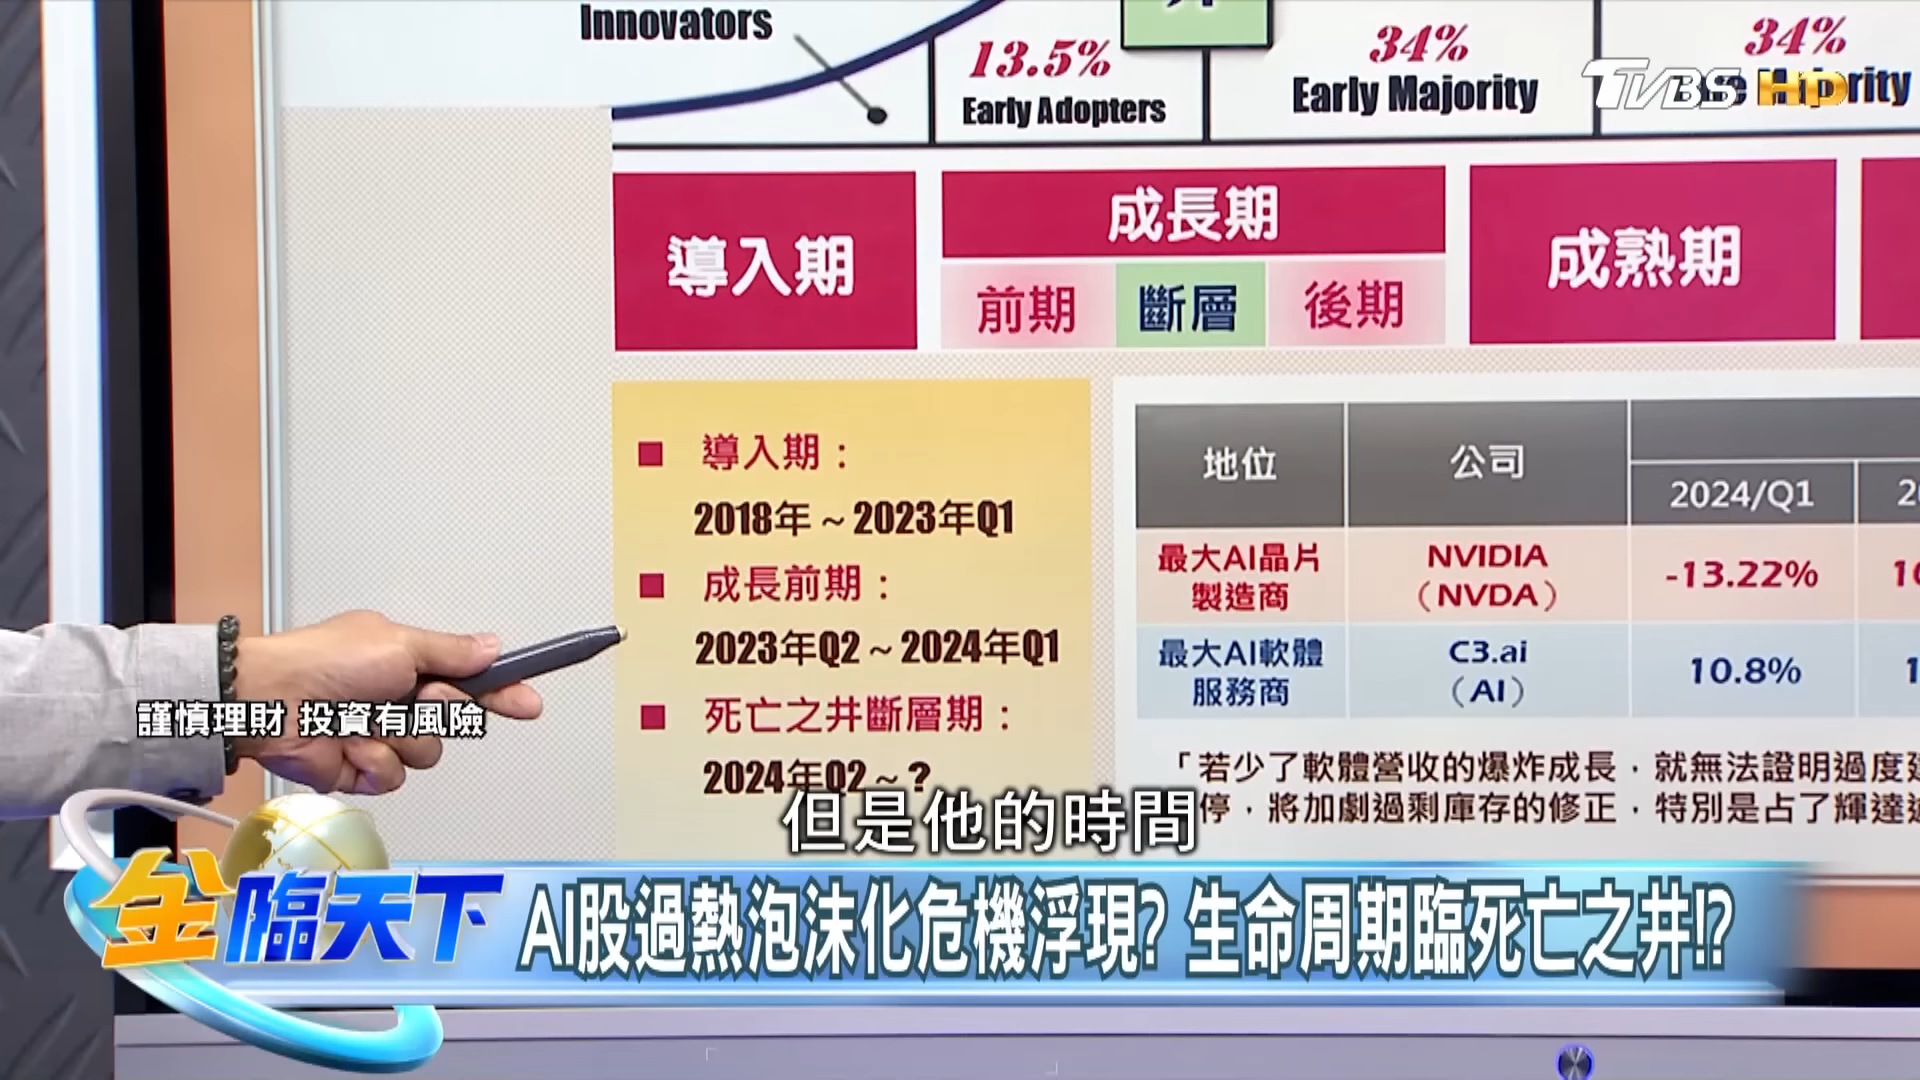 Innovators
井
13.5%
34%
34%
Early Adopters
Early Majority
TVBS HD
導入期
成長期
前期
斷層
後期
成熟期
■ 導入期：
2018年～2023年Q1
■ 成長前期：
2023年Q2～2024年Q1
■ 死亡之井斷層期：
2024年Q2～?
地位
公司
2024/Q1
最大AI晶片
製造商
NVIDIA
（NVDA）
-13.22%
最大AI軟體
服務商
C3.ai
（AI）
10.8%
「若少了軟體營收的爆炸成長，就無法證明過度
停，將加劇過剩庫存的修正，特別是占了輝達
謹慎理財 投資有風險
但是他的時間
金臨天下
AI股過熱泡沫化危機浮現? 生命周期臨死亡之井!?